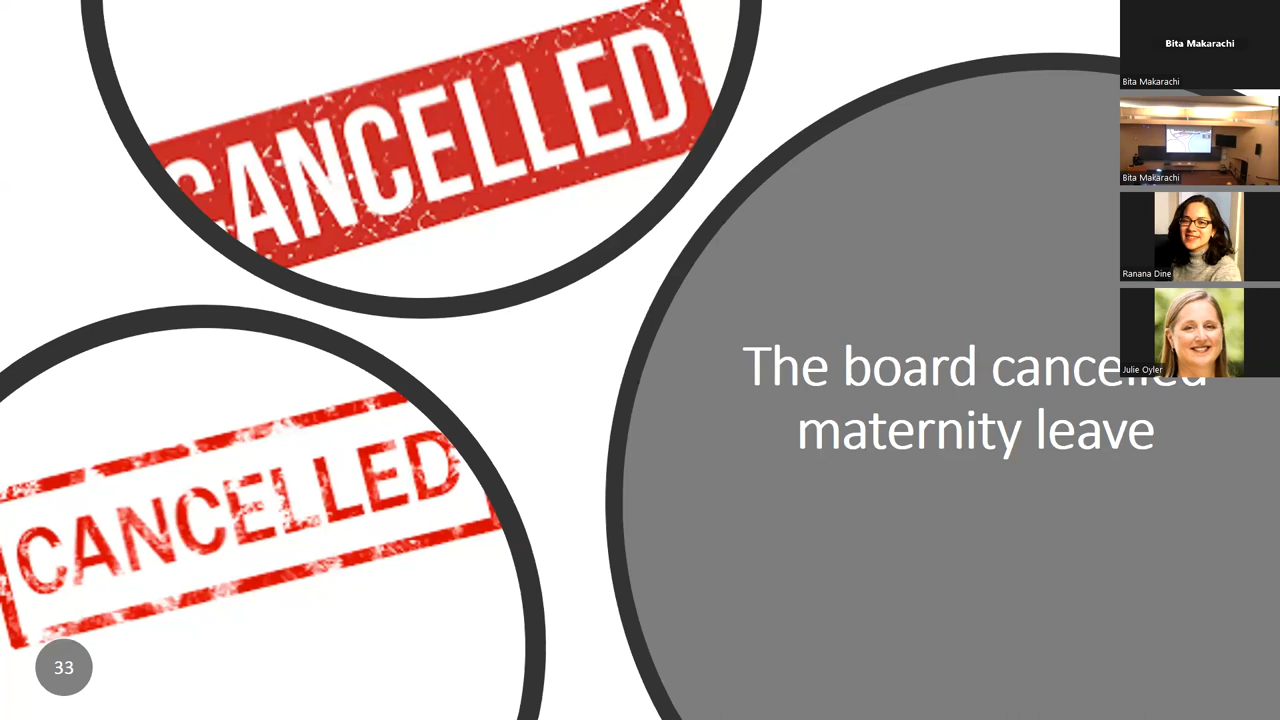 CANCELLED
CANCELLED
The board cancelled
maternity leave
33
Bita Makarachi
Bita Makarachi
Bita Makarachi
Ranana Dine
Julie Oyler